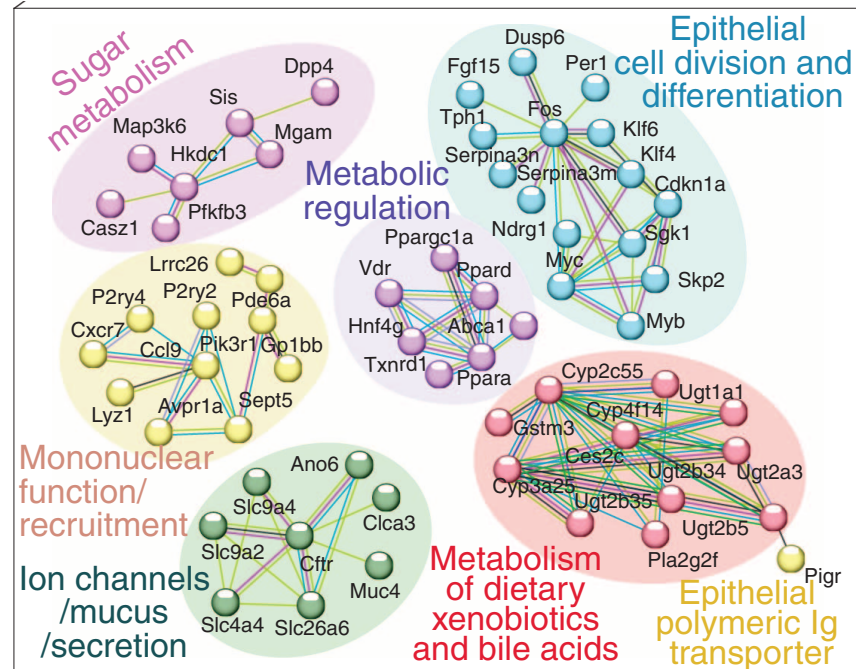 Sugar
metabolism
Dpp4
Sis
Map3k6
Mgam
Hkdc1
Pfkfb3
Casz1
Epithelial
cell division and
differentiation
Dusp6
Fgf15
Per1
Fos
Tph1
Klf6
Serpina3n
Klf4
Serpina3m
Cdkn1a
Ndrg1
Sgk1
Myc
Skp2
Myb
Metabolic
regulation
Ppargc1a
Vdr
Ppard
Hnf4g
Abca1
Txnrd1
Ppara
Lrrc26
P2ry4
P2ry2
Pde6a
Cxcr7
Ccl9
Pik3r1
Gp1bb
Lyz1
Avpr1a
Sept5
Mononuclear
function/
recruitment
Ano6
Slc9a4
Clca3
Slc9a2
Cftr
Muc4
Slc4a4
Slc26a6
Ion channels
/mucus
/secretion
Cyp2c55
Ugt1a1
Gstm3
Cyp4f14
Ces2c
Ugt2b34
Ugt2a3
Cyp3a25
Ugt2b35
Ugt2b5
Pla2g2f
Pigr
Metabolism
of dietary
xenobiotics
and bile acids
Epithelial
polymeric Ig
transporter